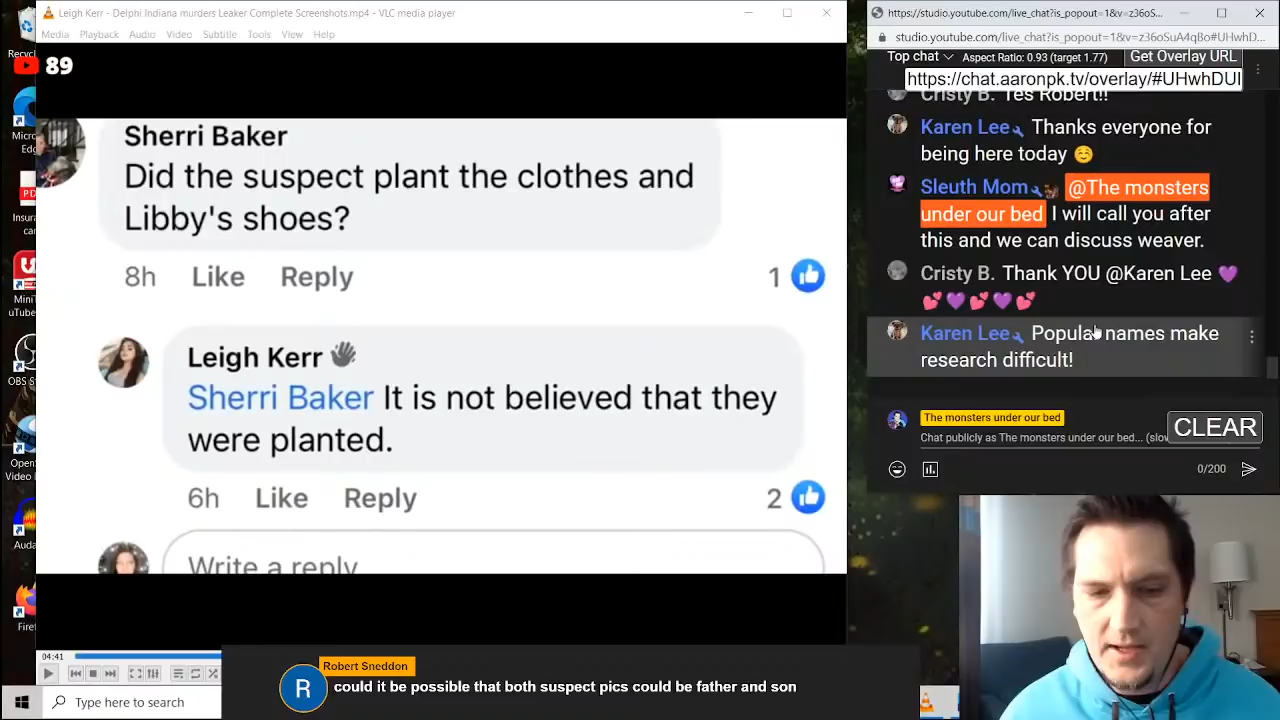 Leigh Kerr - Delphi Indiana murders Leaker Complete Screenshots.mp4 - VLC media player
Media Playback Audio Video Subtitle Tools View Help
89
Sherri Baker
Did the suspect plant the clothes and
Libby's shoes?
8h Like Reply 1
Leigh Kerr
Sherri Baker It is not believed that they
were planted.
6h Like Reply 2
Write a reply
04:41
Type here to search
Robert Sneddon
R
could it be possible that both suspect pics could be father and son
https://studio.youtube.com/live_chat?is_popout=1&v=z36oS...
studio.youtube.com/live_chat?is_popout=1&v=z36oSuA4qBo#UHwhD...
Top chat Aspect Ratio: 0.93 (target 1.77) Get Overlay URL
https://chat.aaronpk.tv/overlay/#UHwhDUI
Cristy B. Yes Robert!!
Karen Lee Thanks everyone for
being here today
Sleuth Mom @The monsters
under our bed I will call you after
this and we can discuss weaver.
Cristy B. Thank YOU @Karen Lee
Karen Lee Popular names make
research difficult!
The monsters under our bed
Chat publicly as The monsters under our bed... (slow
CLEAR
0/200